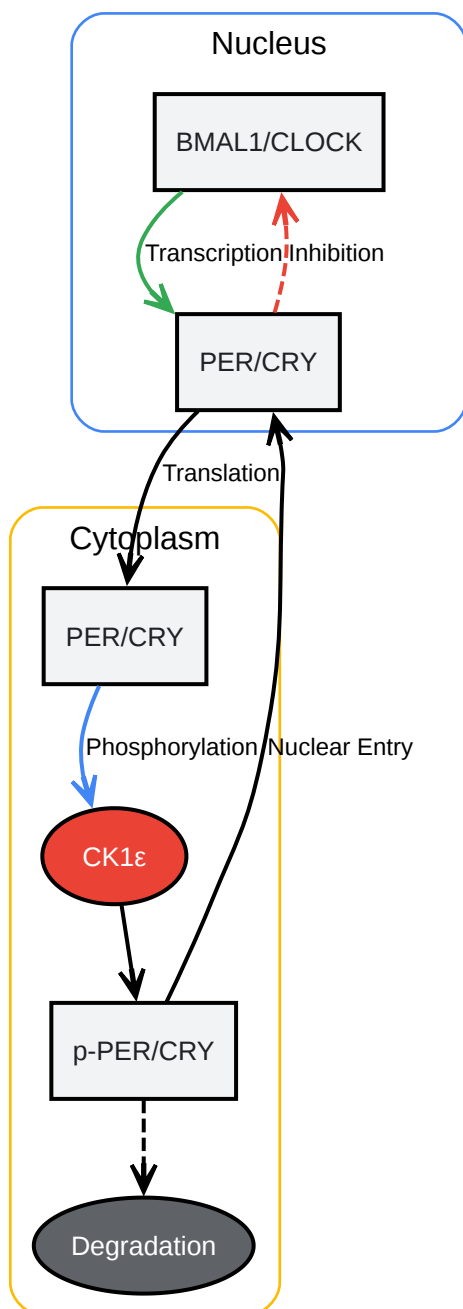 Nucleus
BMAL1/CLOCK
Transcription
Inhibition
PER/CRY
Translation
Cytoplasm
PER/CRY
Phosphorylation
Nuclear Entry
CK1ε
p-PER/CRY
Degradation